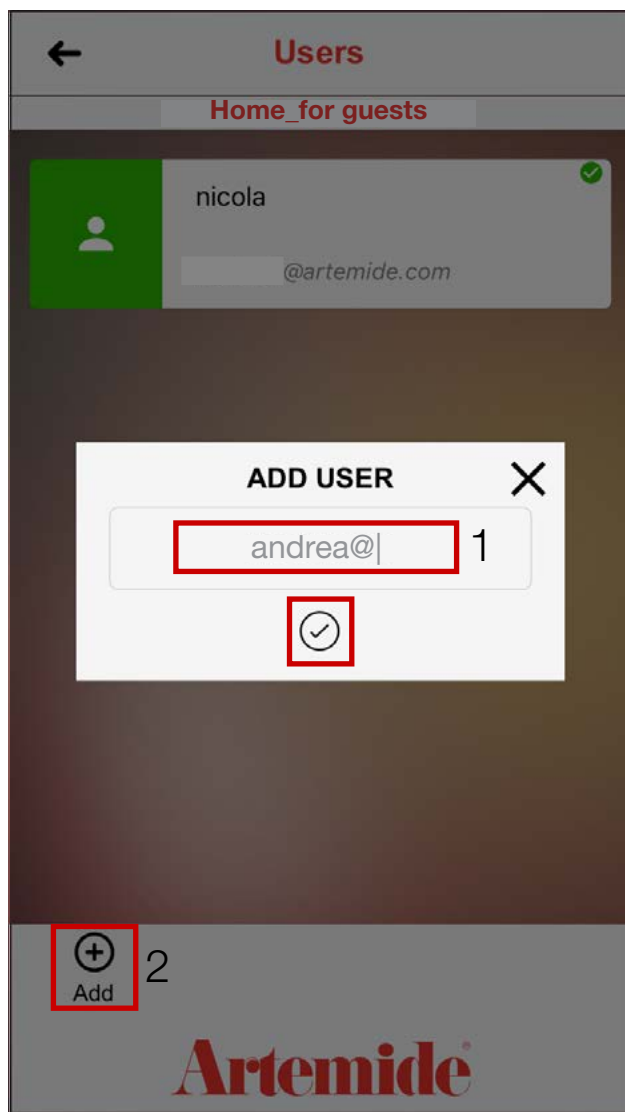 Users
Home_for guests
nicola
@artemide.com
ADD USER
andrea@
1
2
Add
Artemide